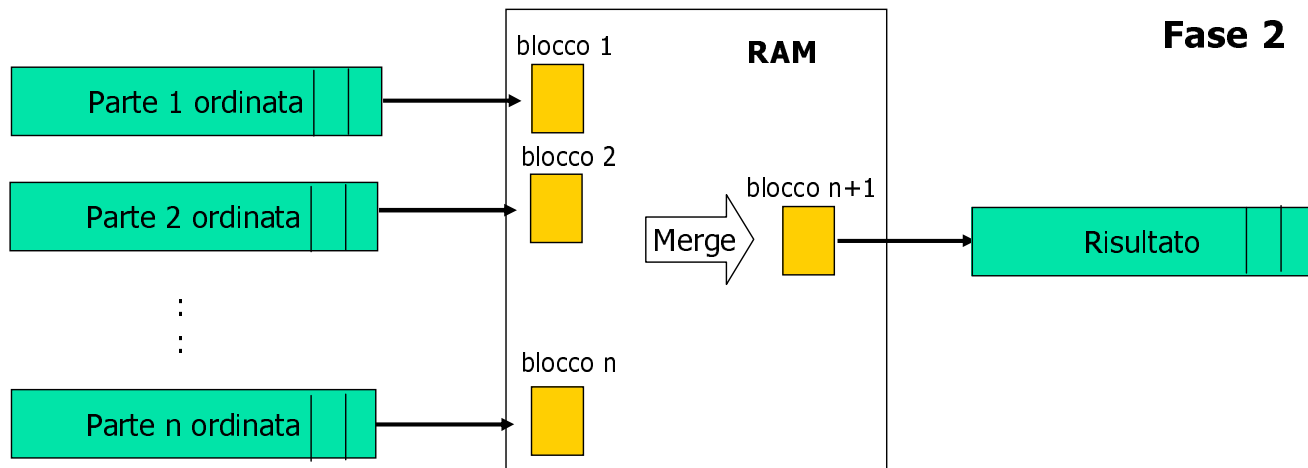 Fase 2
RAM
blocco 1
Parte 1 ordinata
blocco 2
Parte 2 ordinata
Merge
blocco n+1
Risultato
:
:
blocco n
Parte n ordinata